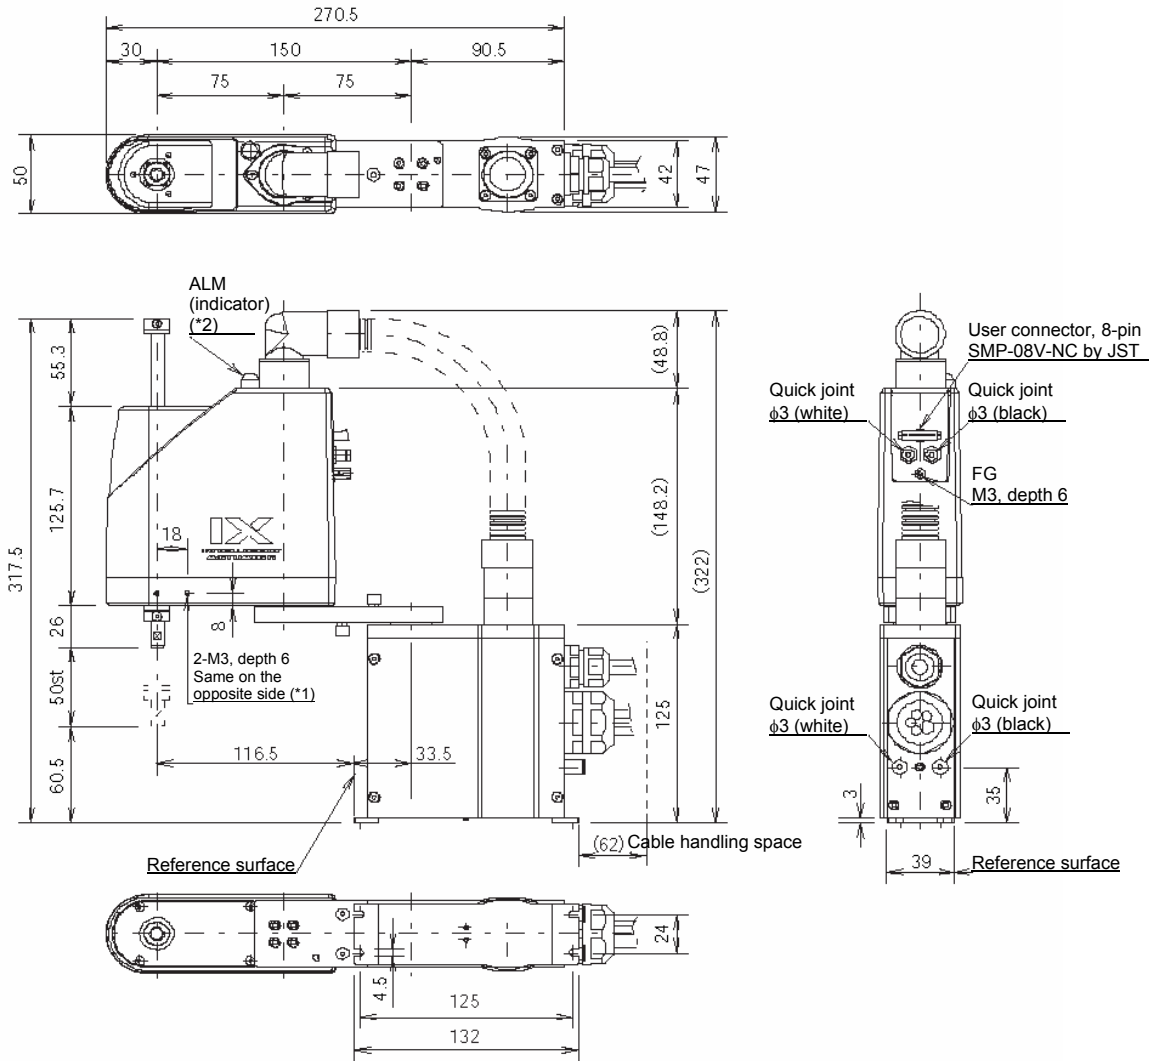 270.5
30
150
90.5
75
75
50
42
47
ALM
(indicator)
(*2)
55.3
125.7
317.5
26
50st
60.5
18
8
IX
INTELLIGENT
ACTUATOR
2-M3, depth 6
Same on the
opposite side (*1)
116.5
33.5
(48.8)
(148.2)
(322)
125
(62) Cable handling space
Reference surface
User connector, 8-pin
SMP-08V-NC by JST
Quick joint
ϕ3 (white)
Quick joint
ϕ3 (black)
FG
M3, depth 6
Quick joint
ϕ3 (white)
Quick joint
ϕ3 (black)
3
35
39
Reference surface
4.5
24
125
132